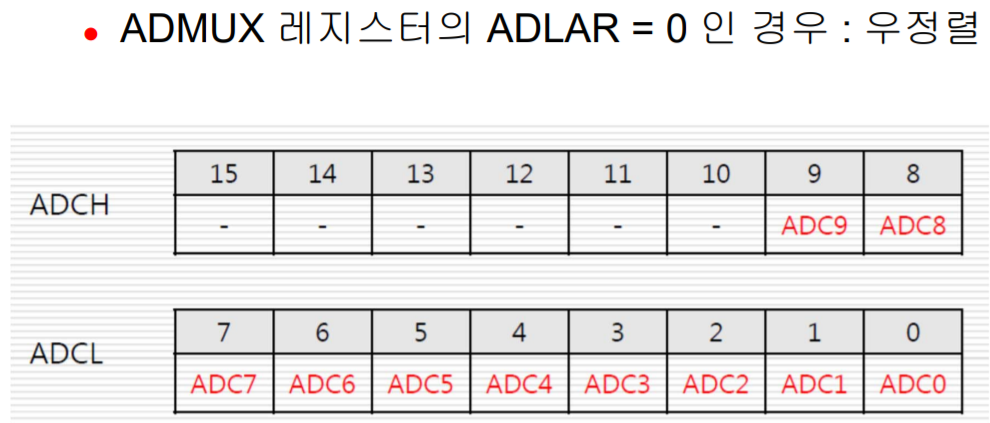 • ADMUX 레지스터의 ADLAR = 0 인 경우 : 우정렬
15 14 13 12 11 10 9 8
ADCH
- - - - - - ADC9 ADC8
7 6 5 4 3 2 1 0
ADCL
ADC7 ADC6 ADC5 ADC4 ADC3 ADC2 ADC1 ADC0